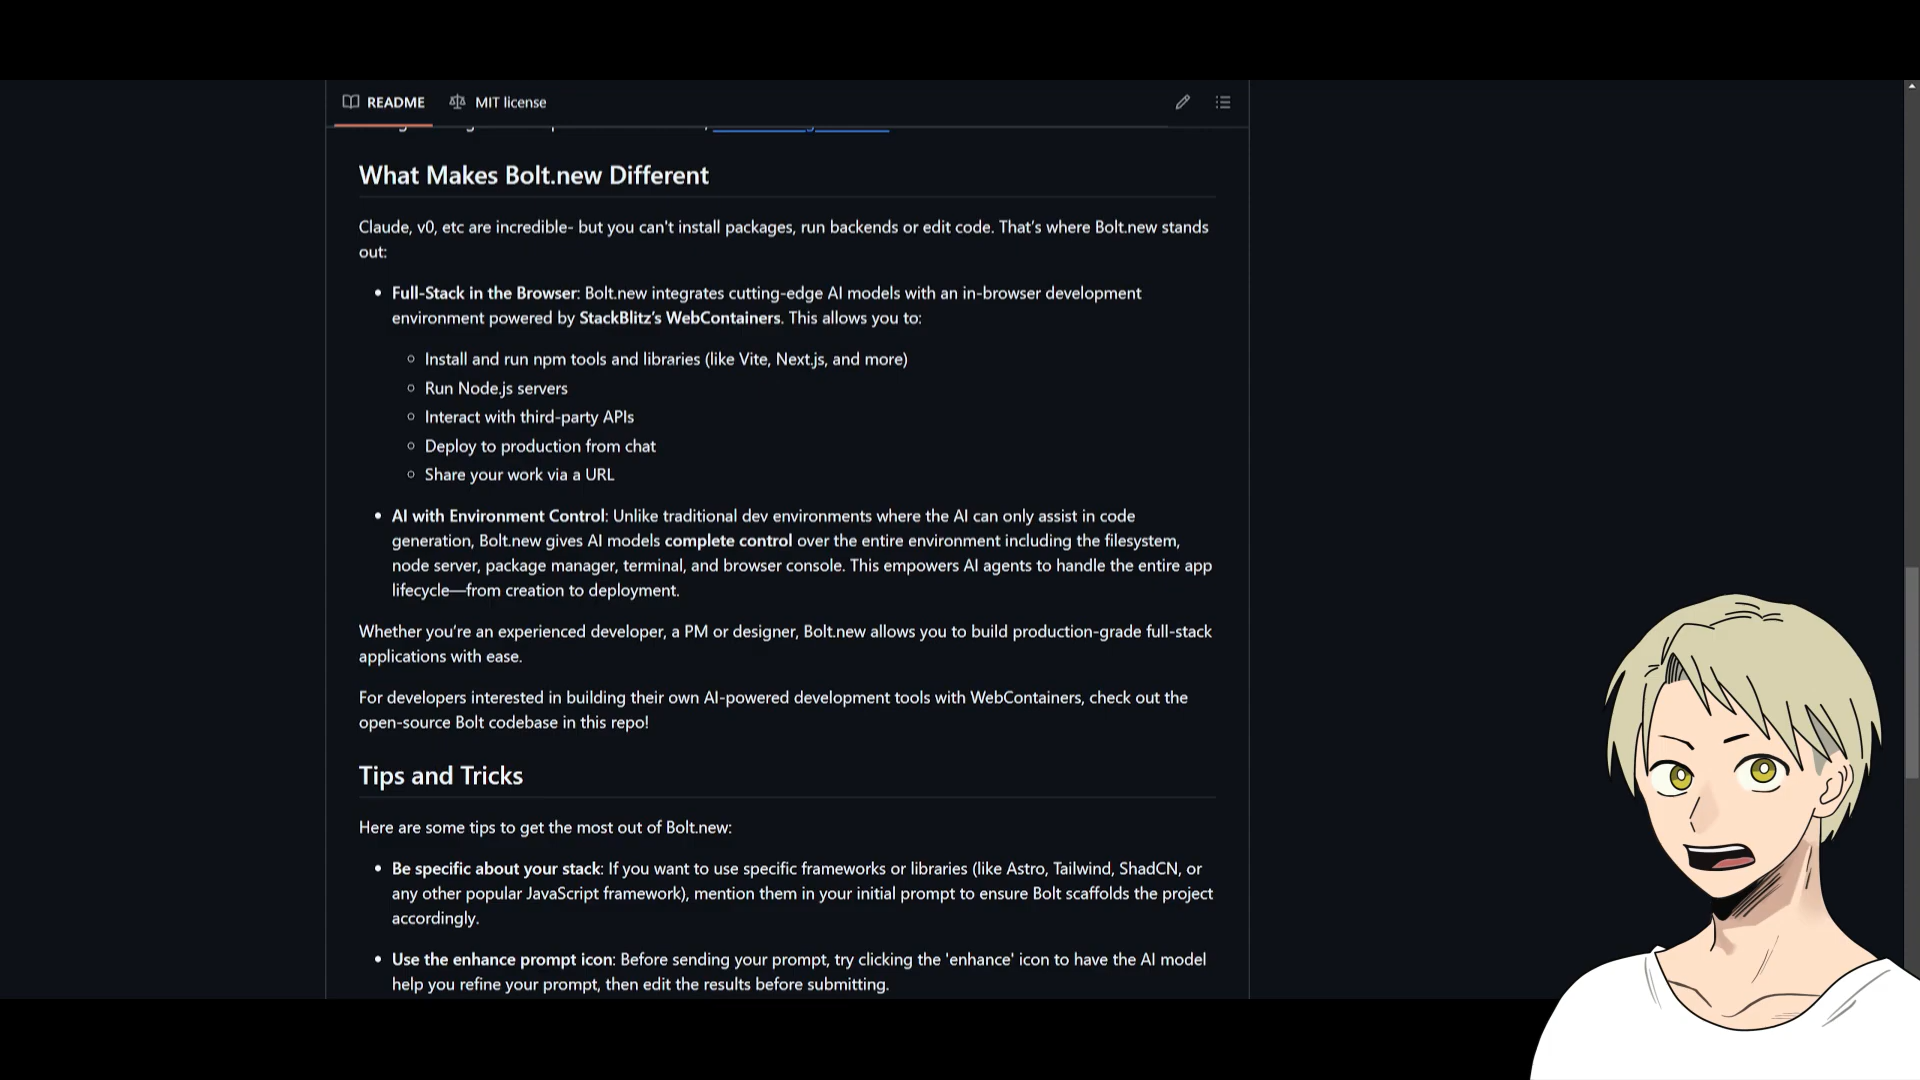 README MIT license
What Makes Bolt.new Different
Claude, v0, etc are incredible- but you can't install packages, run backends or edit code. That’s where Bolt.new stands
out:
• Full-Stack in the Browser: Bolt.new integrates cutting-edge AI models with an in-browser development
environment powered by StackBlitz’s WebContainers. This allows you to:
○ Install and run npm tools and libraries (like Vite, Next.js, and more)
○ Run Node.js servers
○ Interact with third-party APIs
○ Deploy to production from chat
○ Share your work via a URL
• AI with Environment Control: Unlike traditional dev environments where the AI can only assist in code
generation, Bolt.new gives AI models complete control over the entire environment including the filesystem,
node server, package manager, terminal, and browser console. This empowers AI agents to handle the entire app
lifecycle—from creation to deployment.
Whether you’re an experienced developer, a PM or designer, Bolt.new allows you to build production-grade full-stack
applications with ease.
For developers interested in building their own AI-powered development tools with WebContainers, check out the
open-source Bolt codebase in this repo!
Tips and Tricks
Here are some tips to get the most out of Bolt.new:
• Be specific about your stack: If you want to use specific frameworks or libraries (like Astro, Tailwind, ShadCN, or
any other popular JavaScript framework), mention them in your initial prompt to ensure Bolt scaffolds the project
accordingly.
• Use the enhance prompt icon: Before sending your prompt, try clicking the 'enhance' icon to have the AI model
help you refine your prompt, then edit the results before submitting.